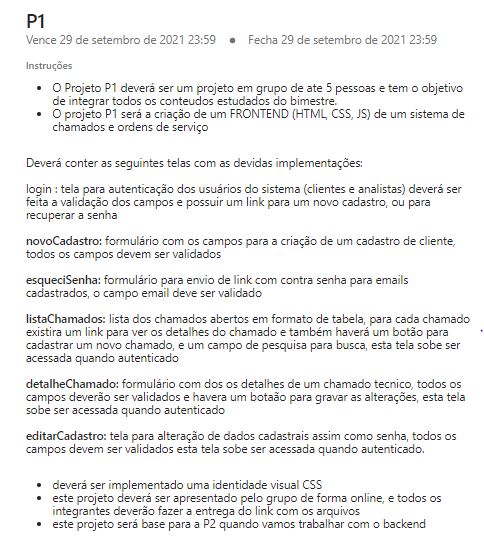 P1
Vence 29 de setembro de 2021 23:59 • Fecha 29 de setembro de 2021 23:59
Instruções
• O Projeto P1 deverá ser um projeto em grupo de ate 5 pessoas e tem o objetivo
de integrar todos os conteudos estudados do bimestre.
• O projeto P1 será a criação de um FRONTEND (HTML, CSS, JS) de um sistema de
chamados e ordens de serviço
Deverá conter as seguintes telas com as devidas implementações:
login : tela para autenticação dos usuários do sistema (clientes e analistas) deverá ser
feita a validação dos campos e possuir um link para um novo cadastro, ou para
recuperar a senha
novoCadastro: formulário com os campos para a criação de um cadastro de cliente,
todos os campos devem ser validados
esqueciSenha: formulário para envio de link com contra senha para emails
cadastrados, o campo email deve ser validado
listaChamados: lista dos chamados abertos em formato de tabela, para cada chamado
existira um link para ver os detalhes do chamado e também haverá um botão para
cadastrar um novo chamado, e um campo de pesquisa para busca, esta tela sobe ser
acessada quando autenticado
detalheChamado: formulário com dos os detalhes de um chamado tecnico, todos os
campos deverão ser validados e havera um botaão para gravar as alterações, esta tela
sobe ser acessada quando autenticado
editarCadastro: tela para alteração de dados cadastrais assim como senha, todos os
campos devem ser validados esta tela sobe ser acessada quando autenticado.
• deverá ser implementado uma identidade visual CSS
• este projeto deverá ser apresentado pelo grupo de forma online, e todos os
integrantes deverão fazer a entrega do link com os arquivos
• este projeto será base para a P2 quando vamos trabalhar com o backend